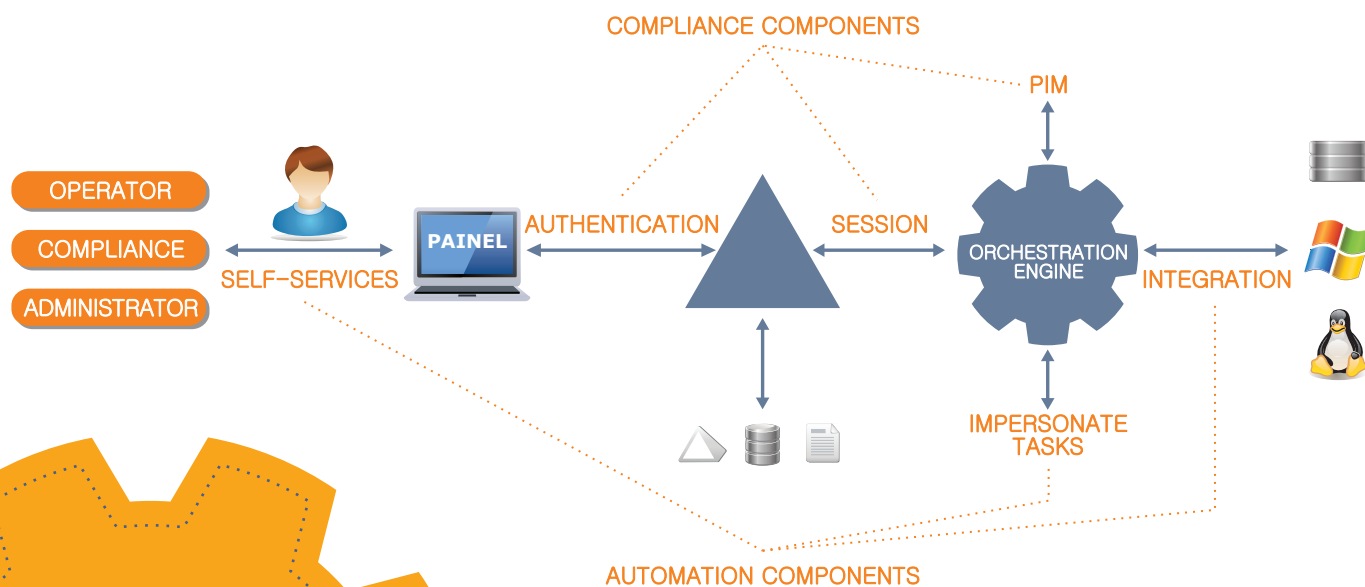 COMPLIANCE COMPONENTS
PIM
OPERATOR
COMPLIANCE
ADMINISTRATOR
SELF-SERVICES
PAINEL
AUTHENTICATION
SESSION
ORCHESTRATION
ENGINE
INTEGRATION
IMPERSONATE
TASKS
AUTOMATION COMPONENTS